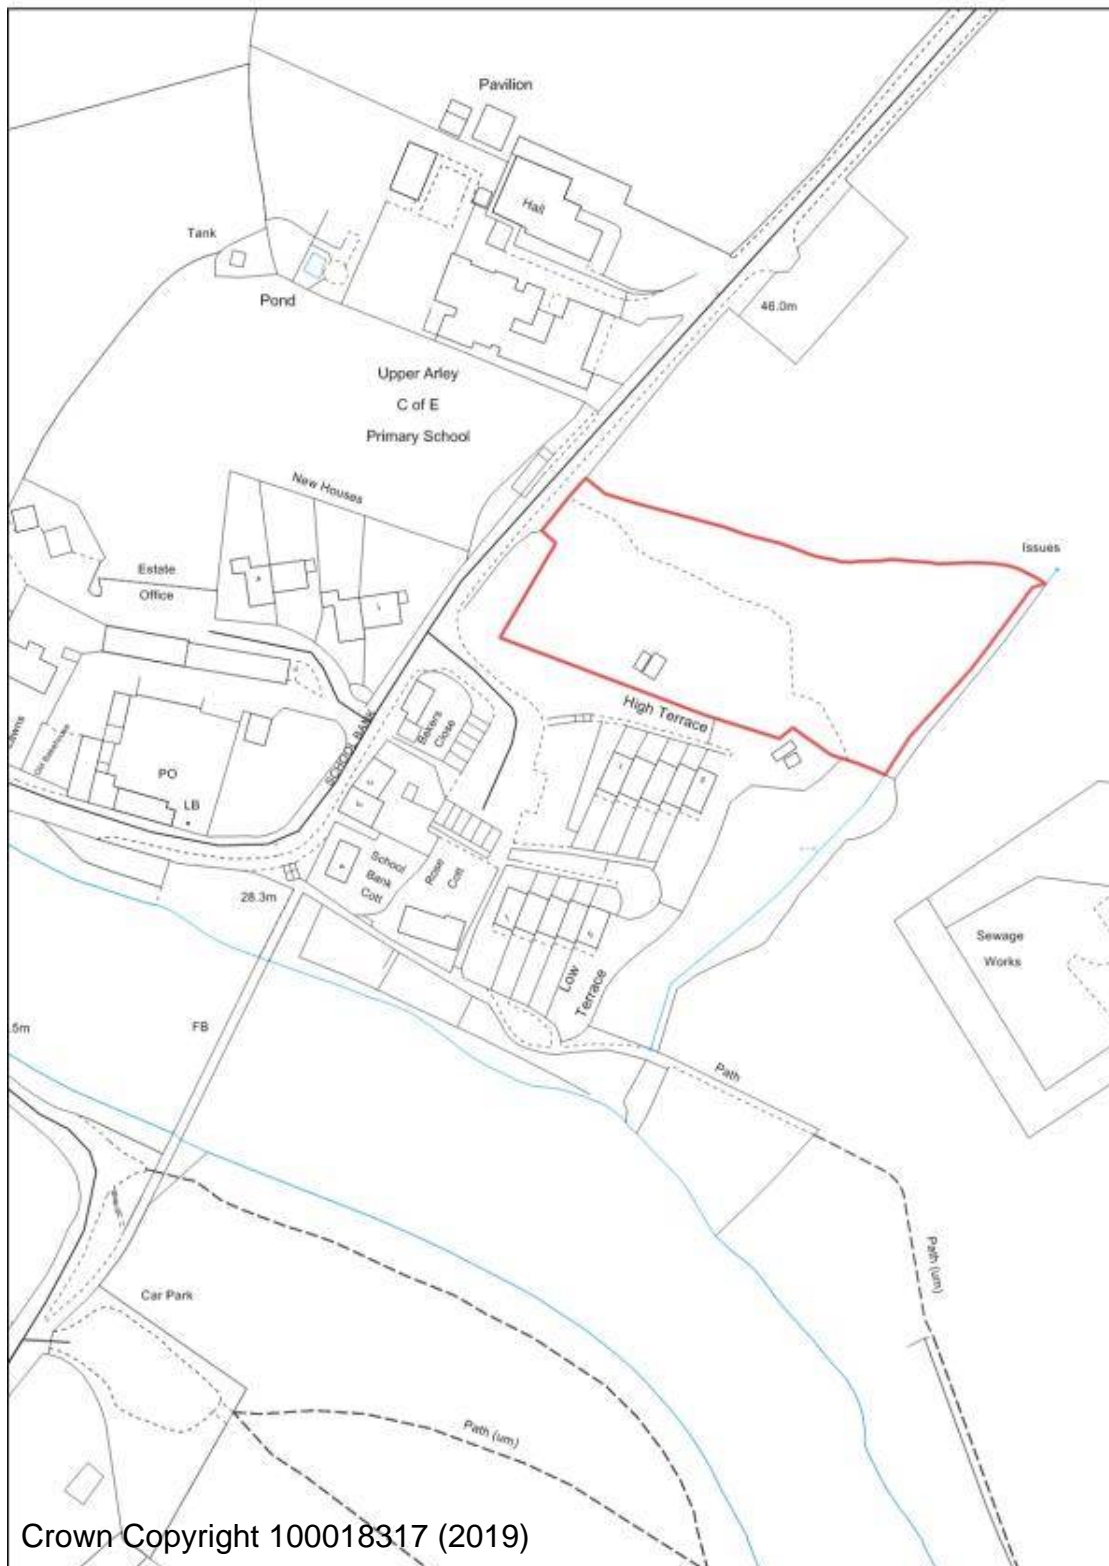 Pavilion
Hall
Tank
Pond
46.0m
Upper Arley
C of E
Primary School
New Houses
Issues
Estate
Office
High Terrace
Bakers
Close
SCHOOL BANK
PO
LB
School
Bank
Cott
Rose
Cott
28.3m
Low
Terrace
Sewage
Works
.5m
FB
Path
Path (um)
Car Park
Path (um)
Crown Copyright 100018317 (2019)